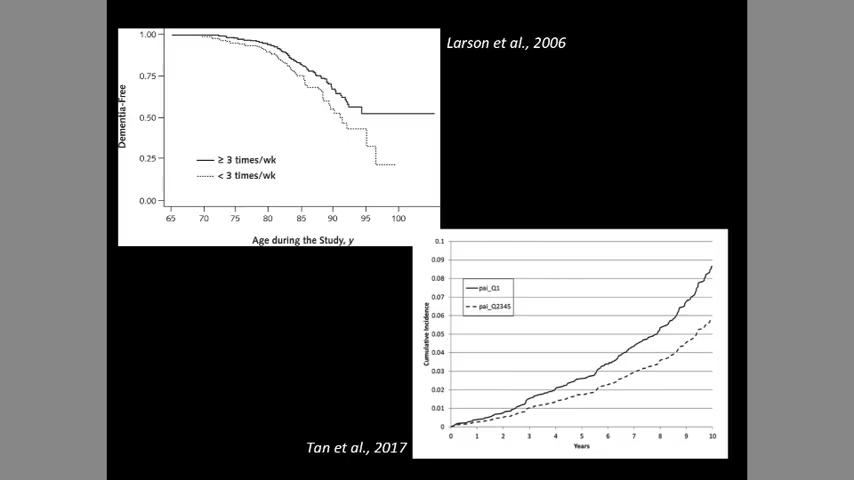 Larson et al., 2006
1.00
0.75
0.50
0.25
0.00
Dementia-Free
≥ 3 times/wk
< 3 times/wk
65 70 75 80 85 90 95 100
Age during the Study, y
0.1
0.09
0.08
0.07
0.06
0.05
0.04
0.03
0.02
0.01
0
Cumulative Incidence
pai_Q1
pai_Q2345
0 1 2 3 4 5 6 7 8 9 10
Years
Tan et al., 2017